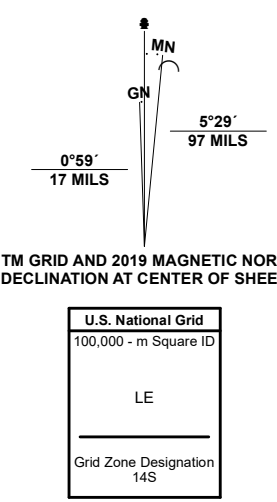 MN
GN
5°29´
97 MILS
0°59´
17 MILS
TM GRID AND 2019 MAGNETIC NOR
DECLINATION AT CENTER OF SHEE
U.S. National Grid
100,000 - m Square ID
LE
Grid Zone Designation
14S